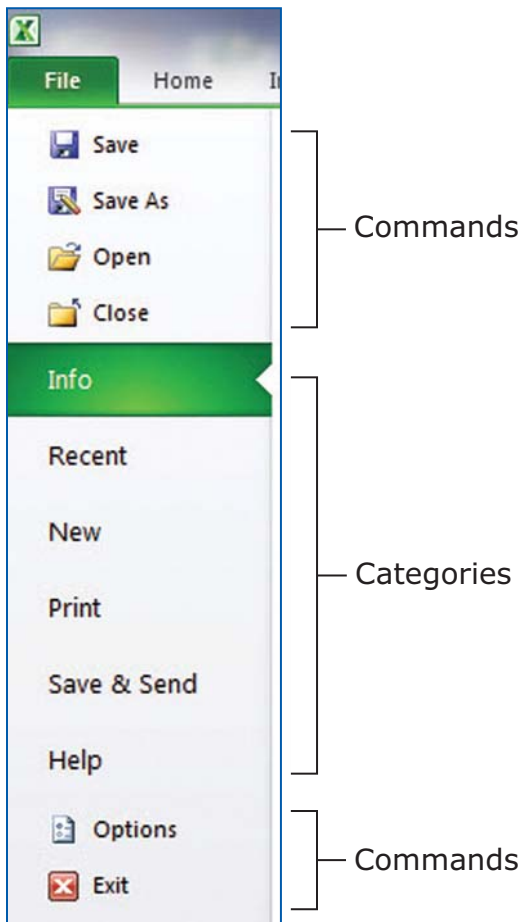 File Home
Save
Save As
Open
Close
Commands
Info
Recent
New
Print
Save & Send
Help
Categories
Options
Exit
Commands